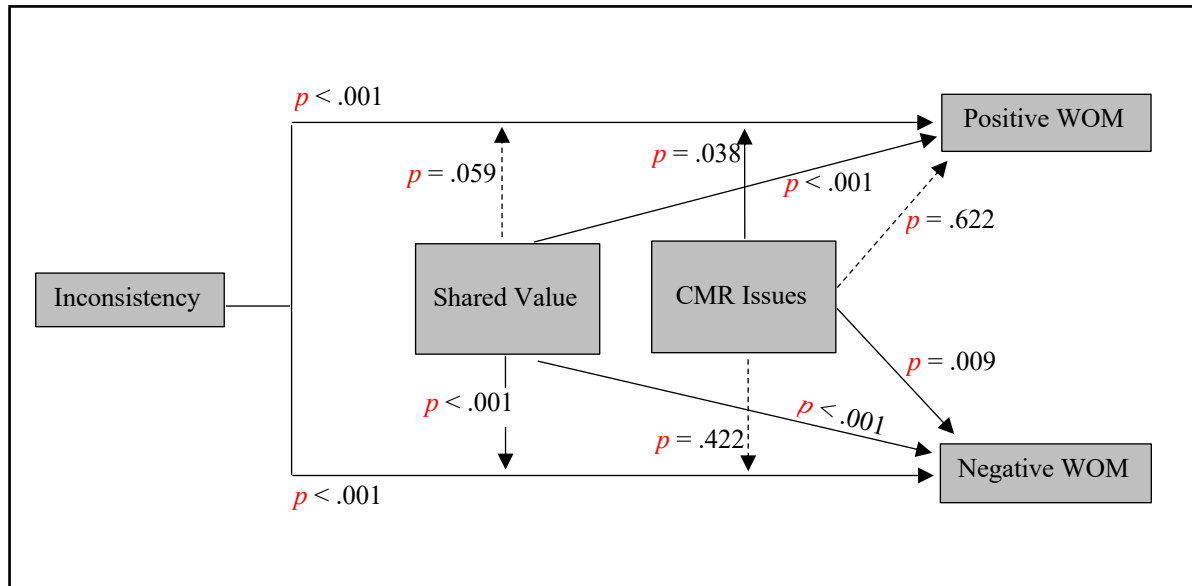 p < .001
Positive WOM
p = .038
p = .059
p < .001
p = .622
Inconsistency
Shared Value
CMR Issues
p = .009
p < .001
p < .001
p = .422
Negative WOM
p < .001